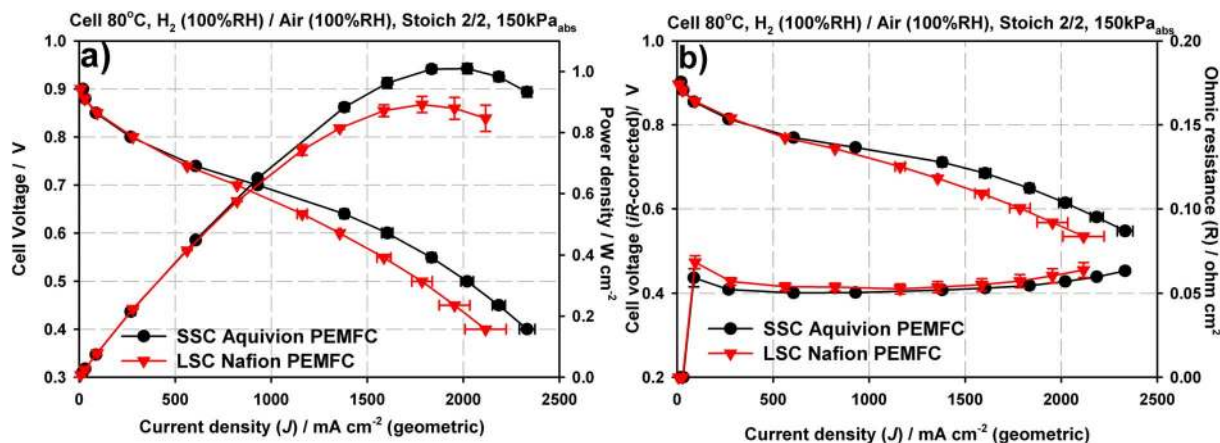 Cell 80°C, H2 (100%RH) / Air (100%RH), Stoich 2/2, 150kPaabs
a)
1.0
0.9
0.8
0.7
0.6
0.5
0.4
0.3
Cell Voltage / V
1.0
0.8
0.6
0.4
0.2
0.0
Power density / W cm-2
SSC Aquivion PEMFC
LSC Nafion PEMFC
0 500 1000 1500 2000 2500
Current density (J) / mA cm-2 (geometric)
Cell 80°C, H2 (100%RH) / Air (100%RH), Stoich 2/2, 150kPaabs
b)
1.0
0.8
0.6
0.4
0.2
Cell voltage (iR-corrected)/ V
0.20
0.15
0.10
0.05
0.00
Ohmic resistance (R) / ohm cm2
SSC Aquivion PEMFC
LSC Nafion PEMFC
0 500 1000 1500 2000 2500
Current density (J) / mA cm-2 (geometric)